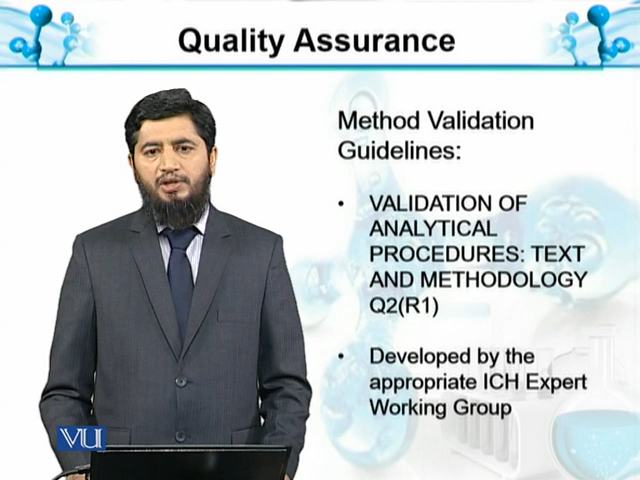 Quality Assurance
Method Validation
Guidelines:
• VALIDATION OF
ANALYTICAL
PROCEDURES: TEXT
AND METHODOLOGY
Q2(R1)
• Developed by the
appropriate ICH Expert
Working Group
VU